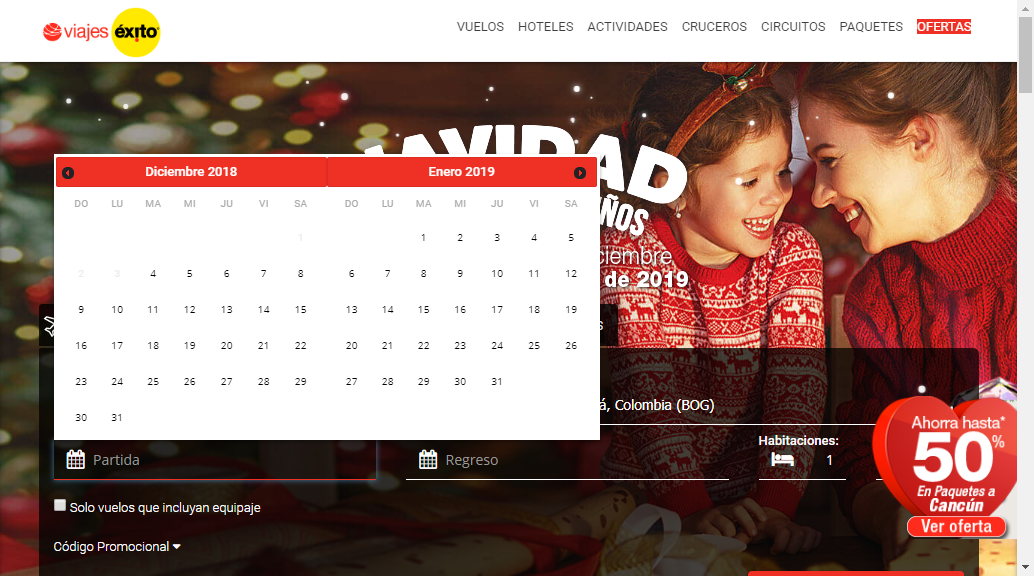 viajes éxito
VUELOS HOTELES ACTIVIDADES CRUCEROS CIRCUITOS PAQUETES OFERTAS
Diciembre 2018 Enero 2019
DO LU MA MI JU VI SA DO LU MA MI JU VI SA
1 1 2 3 4 5
2 3 4 5 6 7 8 6 7 8 9 10 11 12
9 10 11 12 13 14 15 13 14 15 16 17 18 19
16 17 18 19 20 21 22 20 21 22 23 24 25 26
23 24 25 26 27 28 29 27 28 29 30 31
30 31
de 2019
, Colombia (BOG)
Habitaciones:
1
Partida Regreso
Solo vuelos que incluyan equipaje
Código Promocional
Ahorra hasta*
50%
En Paquetes a
Cancún
Ver oferta